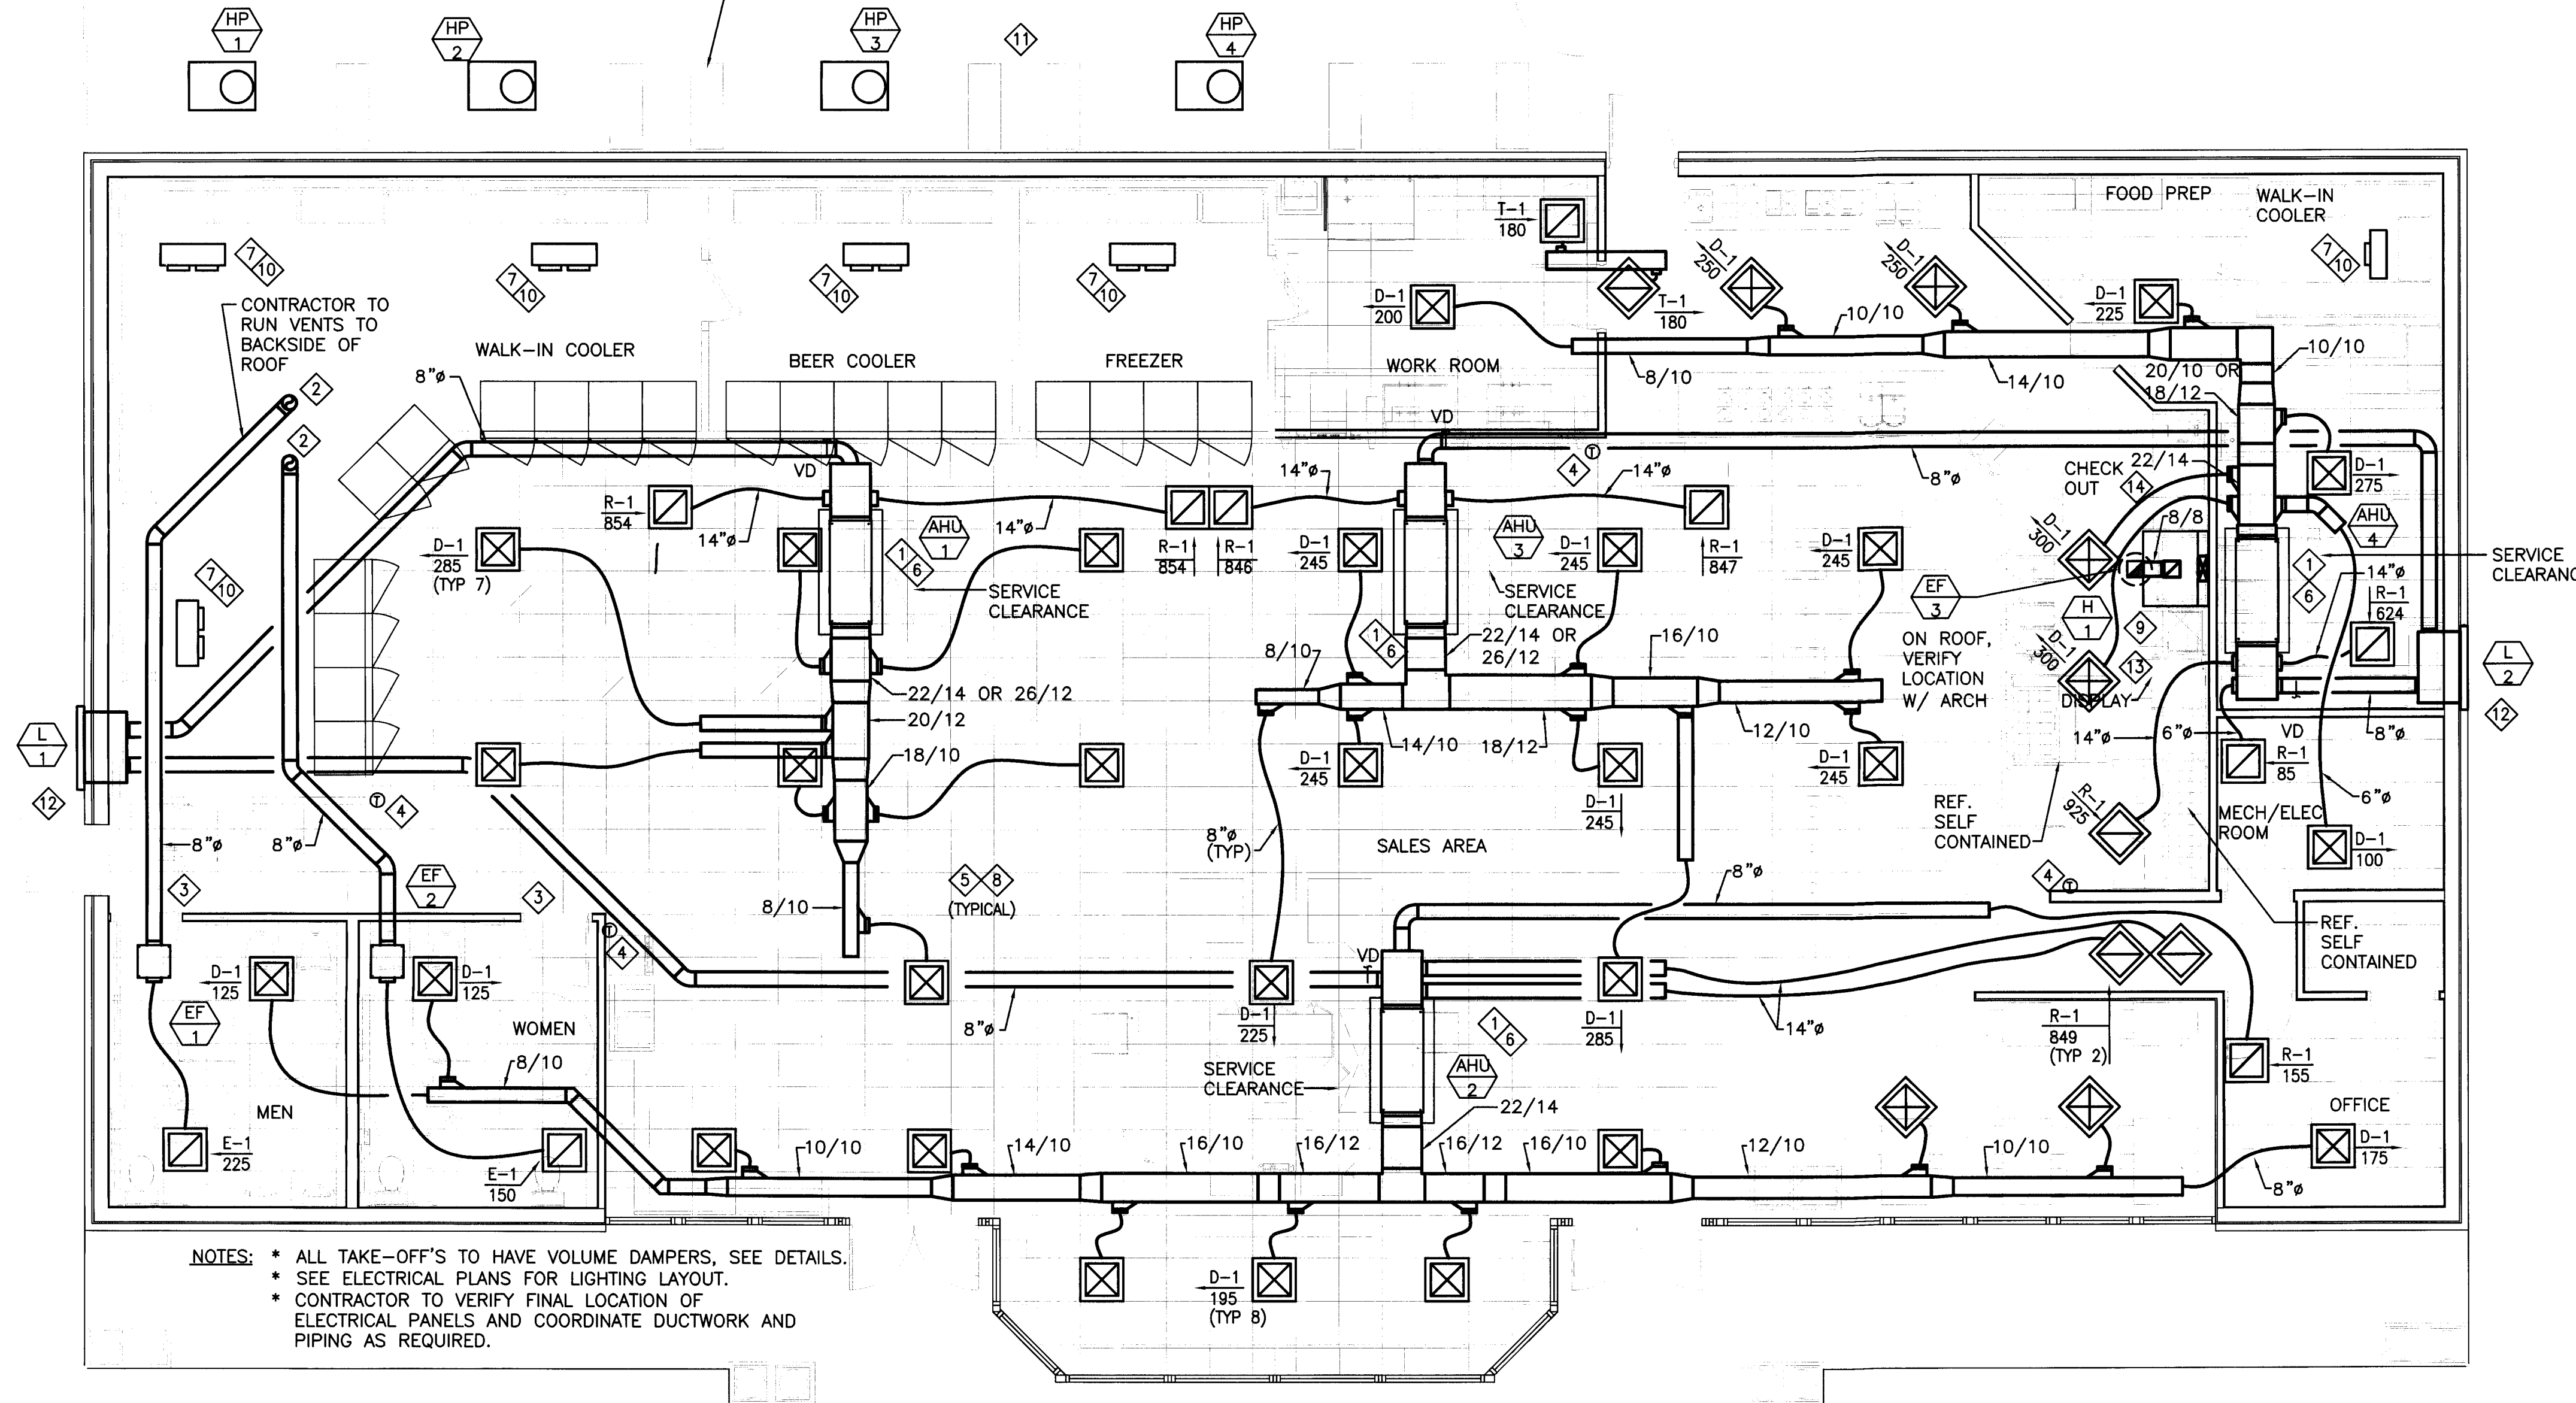 HP
1
HP
2
HP
3
11
HP
4
FOOD PREP
WALK-IN
COOLER
T-1
180
D-1
250
D-1
250
7/10
7/10
7/10
7/10
7/10
D-1
200
T-1
180
D-1
225
CONTRACTOR TO
RUN VENTS TO
BACKSIDE OF
ROOF
10/10
10/10
WALK-IN COOLER
BEER COOLER
FREEZER
WORK ROOM
8"ø
2
8/10
14/10
20/10 OR
18/12
VD
2
VD
4
T
14"ø
14"ø
8"ø
CHECK
OUT
14
22/14
D-1
275
R-1
854
14"ø
14"ø
AHU
1
AHU
3
AHU
4
D-1
285
(TYP 7)
1
6
R-1
854
R-1
846
D-1
245
D-1
245
R-1
847
D-1
245
D-1
300
8/8
1
6
SERVICE
CLEARANC
14"ø
7/10
SERVICE
CLEARANCE
SERVICE
CLEARANCE
EF
3
H
1
9
R-1
624
1
6
22/14 OR
26/12
16/10
8/10
ON ROOF,
VERIFY
LOCATION
W/ ARCH
D-1
300
13
DISPLAY
L
2
12
22/14 OR 26/12
20/12
14/10
18/12
12/10
14"ø
6"ø
VD
8"ø
L
1
12
18/10
D-1
245
D-1
245
R-1
85
T
4
D-1
245
REF.
SELF
CONTAINED
R-1
925
6"ø
MECH/ELEC
ROOM
8"ø
8"ø
8"ø
(TYP)
SALES AREA
D-1
100
3
EF
2
3
5
8
(TYPICAL)
8/10
8"ø
4
T
T
4
REF.
SELF
CONTAINED
VD
D-1
125
D-1
125
EF
1
WOMEN
8"ø
D-1
225
1
6
D-1
285
14"ø
R-1
849
(TYP 2)
R-1
155
8/10
SERVICE
CLEARANCE
AHU
2
MEN
22/14
OFFICE
E-1
225
E-1
150
10/10
14/10
16/10
16/12
16/12
16/10
12/10
10/10
D-1
175
8"ø
D-1
195
(TYP 8)
NOTES: * ALL TAKE-OFF'S TO HAVE VOLUME DAMPERS, SEE DETAILS.
* SEE ELECTRICAL PLANS FOR LIGHTING LAYOUT.
* CONTRACTOR TO VERIFY FINAL LOCATION OF
ELECTRICAL PANELS AND COORDINATE DUCTWORK AND
PIPING AS REQUIRED.